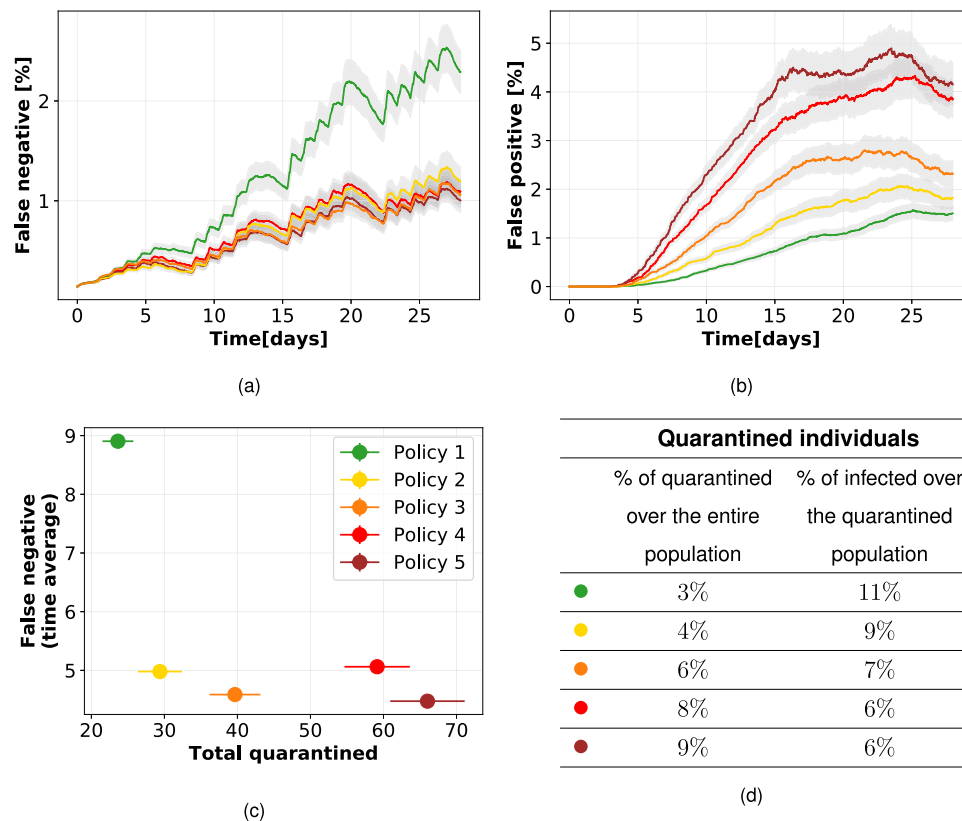 False negative [%]
2
1
0 5 10 15 20 25
Time[days]
(a)
False positive [%]
5
4
3
2
1
0
0 5 10 15 20 25
Time[days]
(b)
False negative
(time average)
9
8
7
6
5
20 30 40 50 60 70
Total quarantined
Policy 1
Policy 2
Policy 3
Policy 4
Policy 5
(c)
Quarantined individuals
% of quarantined % of infected over
over the entire the quarantined
population population
3% 11%
4% 9%
6% 7%
8% 6%
9% 6%
(d)